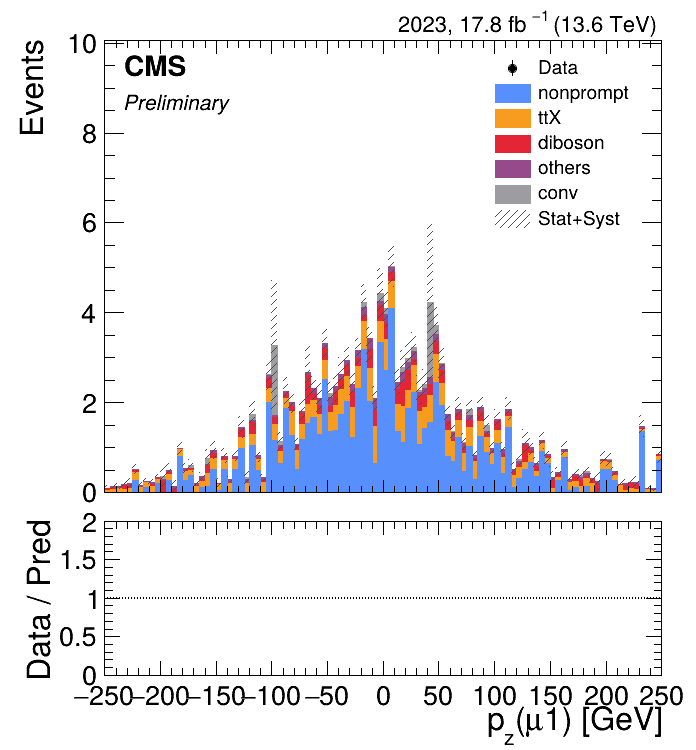 2023, 17.8 fb⁻¹ (13.6 TeV)
CMS
Preliminary
Events
10
8
6
4
2
0
Data
nonprompt
ttX
diboson
others
conv
Stat+Syst
Data / Pred
2
1.5
1
0.5
0
−250 −200 −150 −100 −50 0 50 100 150 200 250
p_z(μ1) [GeV]